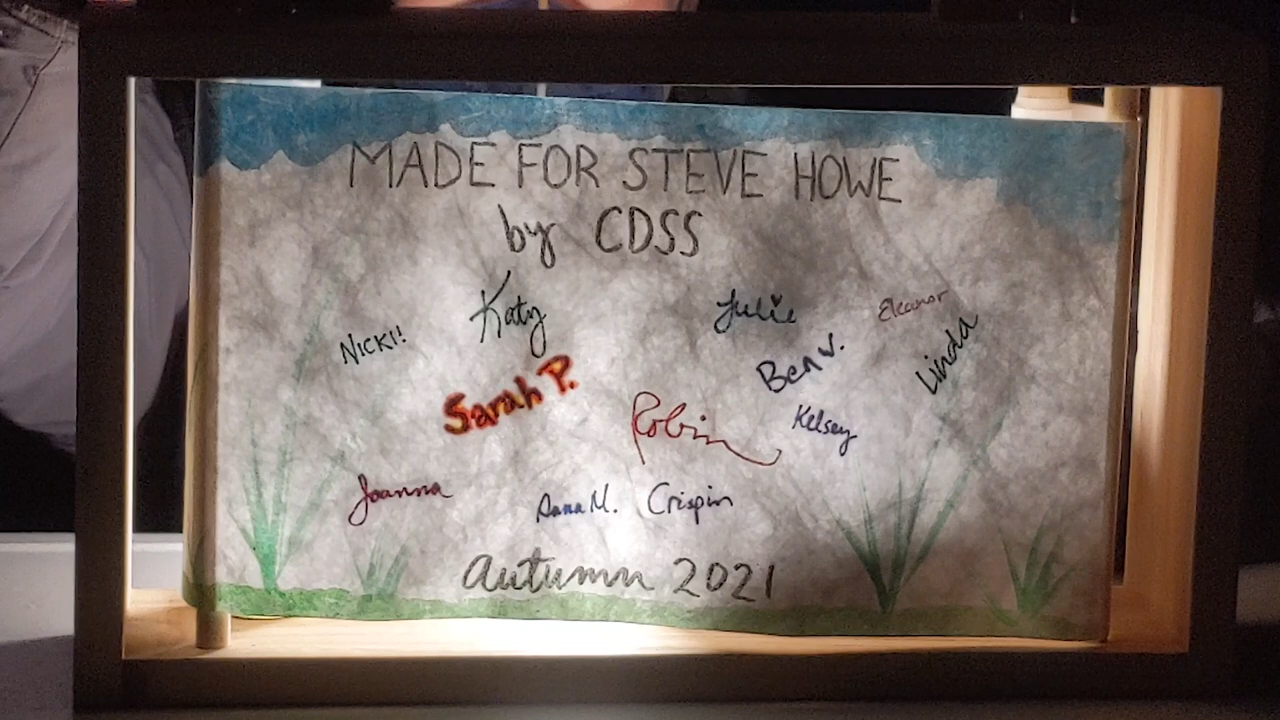 MADE FOR STEVE HOWE
by CDSS
NICKI!!
Katy
Julie
Eleanor
Sarah P.
Ben V.
Linda
Robin
Kelsey
Joanna
Anna M.
Crispin
Autumn 2021